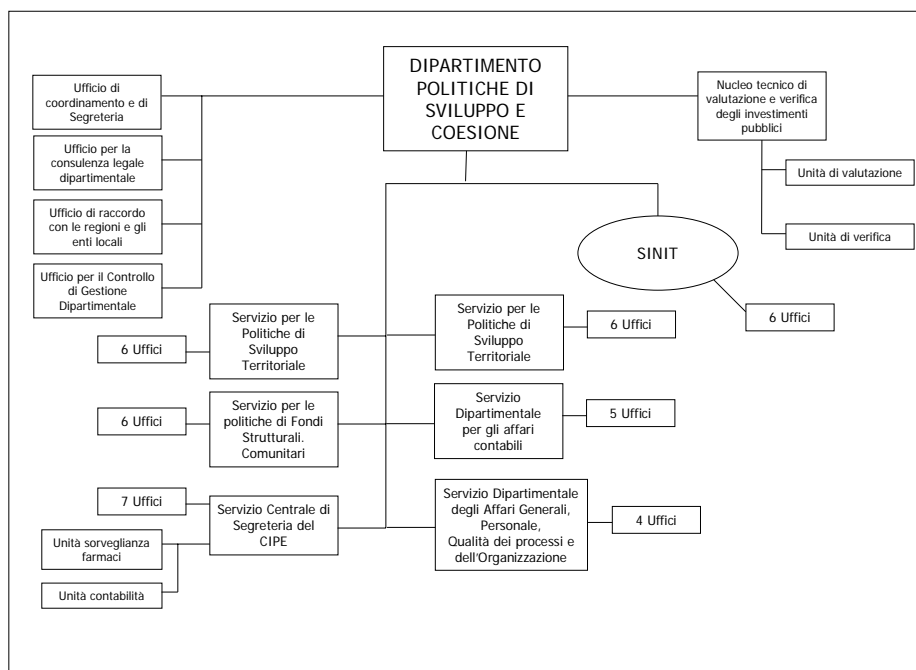 DIPARTIMENTO
POLITICHE DI
SVILUPPO E
COESIONE
Ufficio di
coordinamento e di
Segreteria
Ufficio per la
consulenza legale
dipartimentale
Ufficio di raccordo
con le regioni e gli
enti locali
Ufficio per il Controllo
di Gestione
Dipartimentale
Nucleo tecnico di
valutazione e verifica
degli investimenti
pubblici
Unità di valutazione
Unità di verifica
SINIT
6 Uffici
6 Uffici
Servizio per le
Politiche di
Sviluppo
Territoriale
Servizio per le
Politiche di
Sviluppo
Territoriale
6 Uffici
6 Uffici
Servizio per le
politiche di Fondi
Strutturali.
Comunitari
Servizio
Dipartimentale
per gli affari
contabili
5 Uffici
7 Uffici
Servizio Centrale di
Segreteria del
CIPE
Unità sorveglianza
farmaci
Unità contabilità
Servizio Dipartimentale
degli Affari Generali,
Personale,
Qualità dei processi e
dell'Organizzazione
4 Uffici